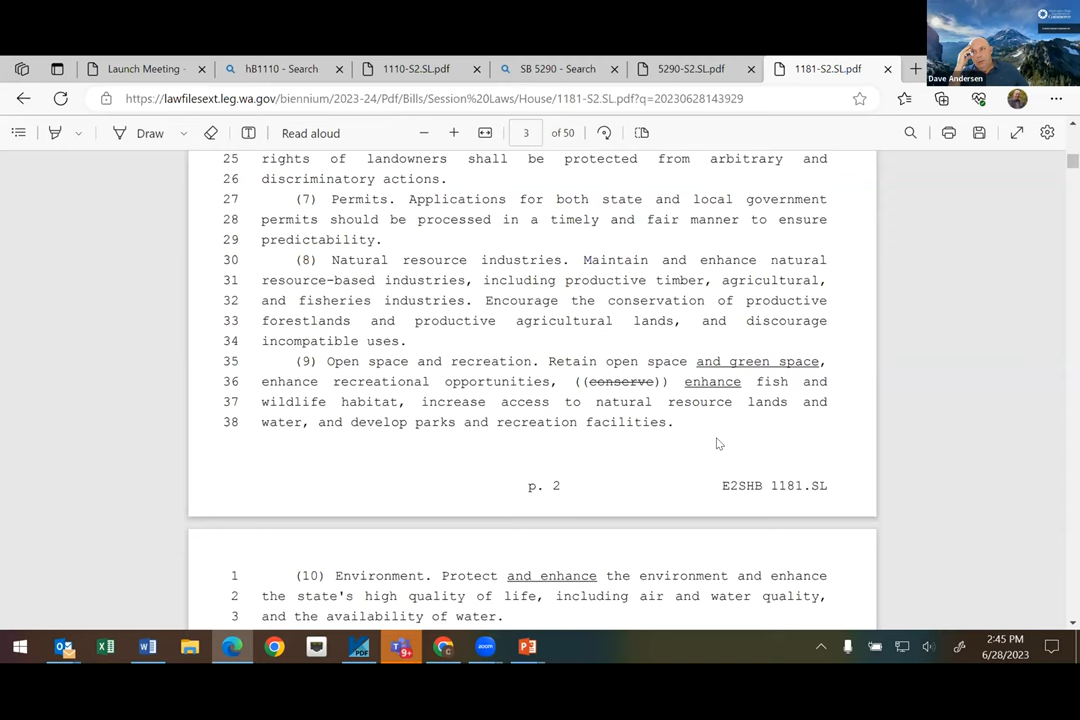 Dave Andersen
Launch Meeting -
hB1110 - Search
1110-S2.SL.pdf
SB 5290 - Search
5290-S2.SL.pdf
1181-S2.SL.pdf
https://lawfilesext.leg.wa.gov/biennium/2023-24/Pdf/Bills/Session%20Laws/House/1181-S2.SL.pdf?q=20230628143929
Draw
Read aloud
3 of 50
25 rights of landowners shall be protected from arbitrary and
26 discriminatory actions.
27 (7) Permits. Applications for both state and local government
28 permits should be processed in a timely and fair manner to ensure
29 predictability.
30 (8) Natural resource industries. Maintain and enhance natural
31 resource-based industries, including productive timber, agricultural,
32 and fisheries industries. Encourage the conservation of productive
33 forestlands and productive agricultural lands, and discourage
34 incompatible uses.
35 (9) Open space and recreation. Retain open space and green space,
36 enhance recreational opportunities, ((conserve)) enhance fish and
37 wildlife habitat, increase access to natural resource lands and
38 water, and develop parks and recreation facilities.
p. 2 E2SHB 1181.SL
1 (10) Environment. Protect and enhance the environment and enhance
2 the state's high quality of life, including air and water quality,
3 and the availability of water.
9+
zoom
2:45 PM
6/28/2023